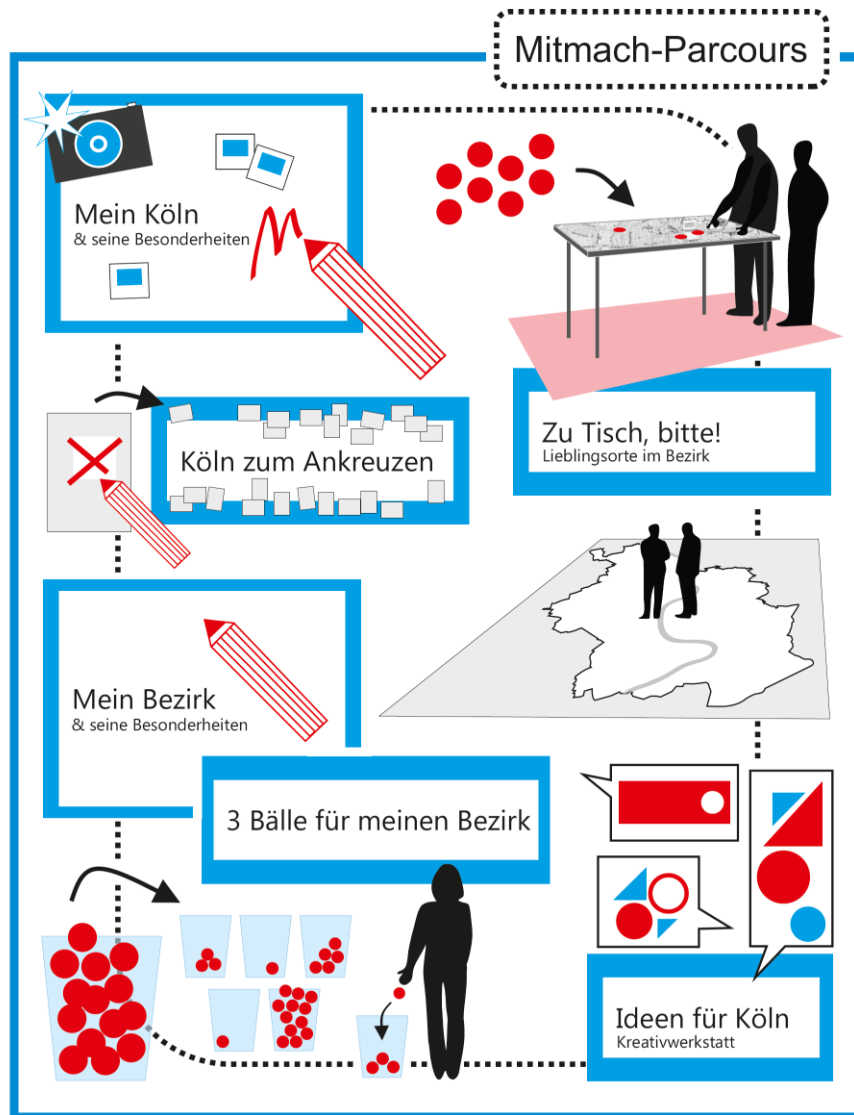 Mitmach-Parcours
Mein Köln
& seine Besonderheiten
Köln zum Ankreuzen
Zu Tisch, bitte!
Lieblingsorte im Bezirk
Mein Bezirk
& seine Besonderheiten
3 Bälle für meinen Bezirk
Ideen für Köln
Kreativwerkstatt